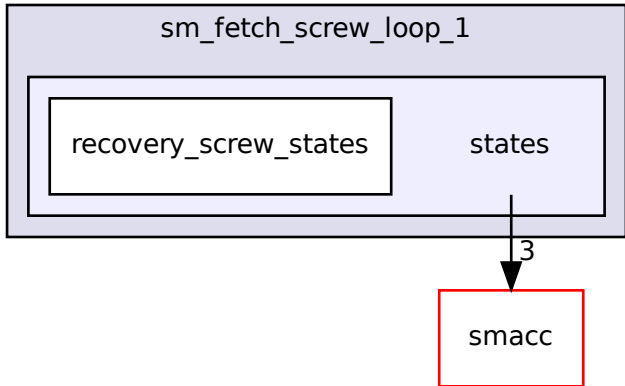 sm_fetch_screw_loop_1
recovery_screw_states
states
3
smacc